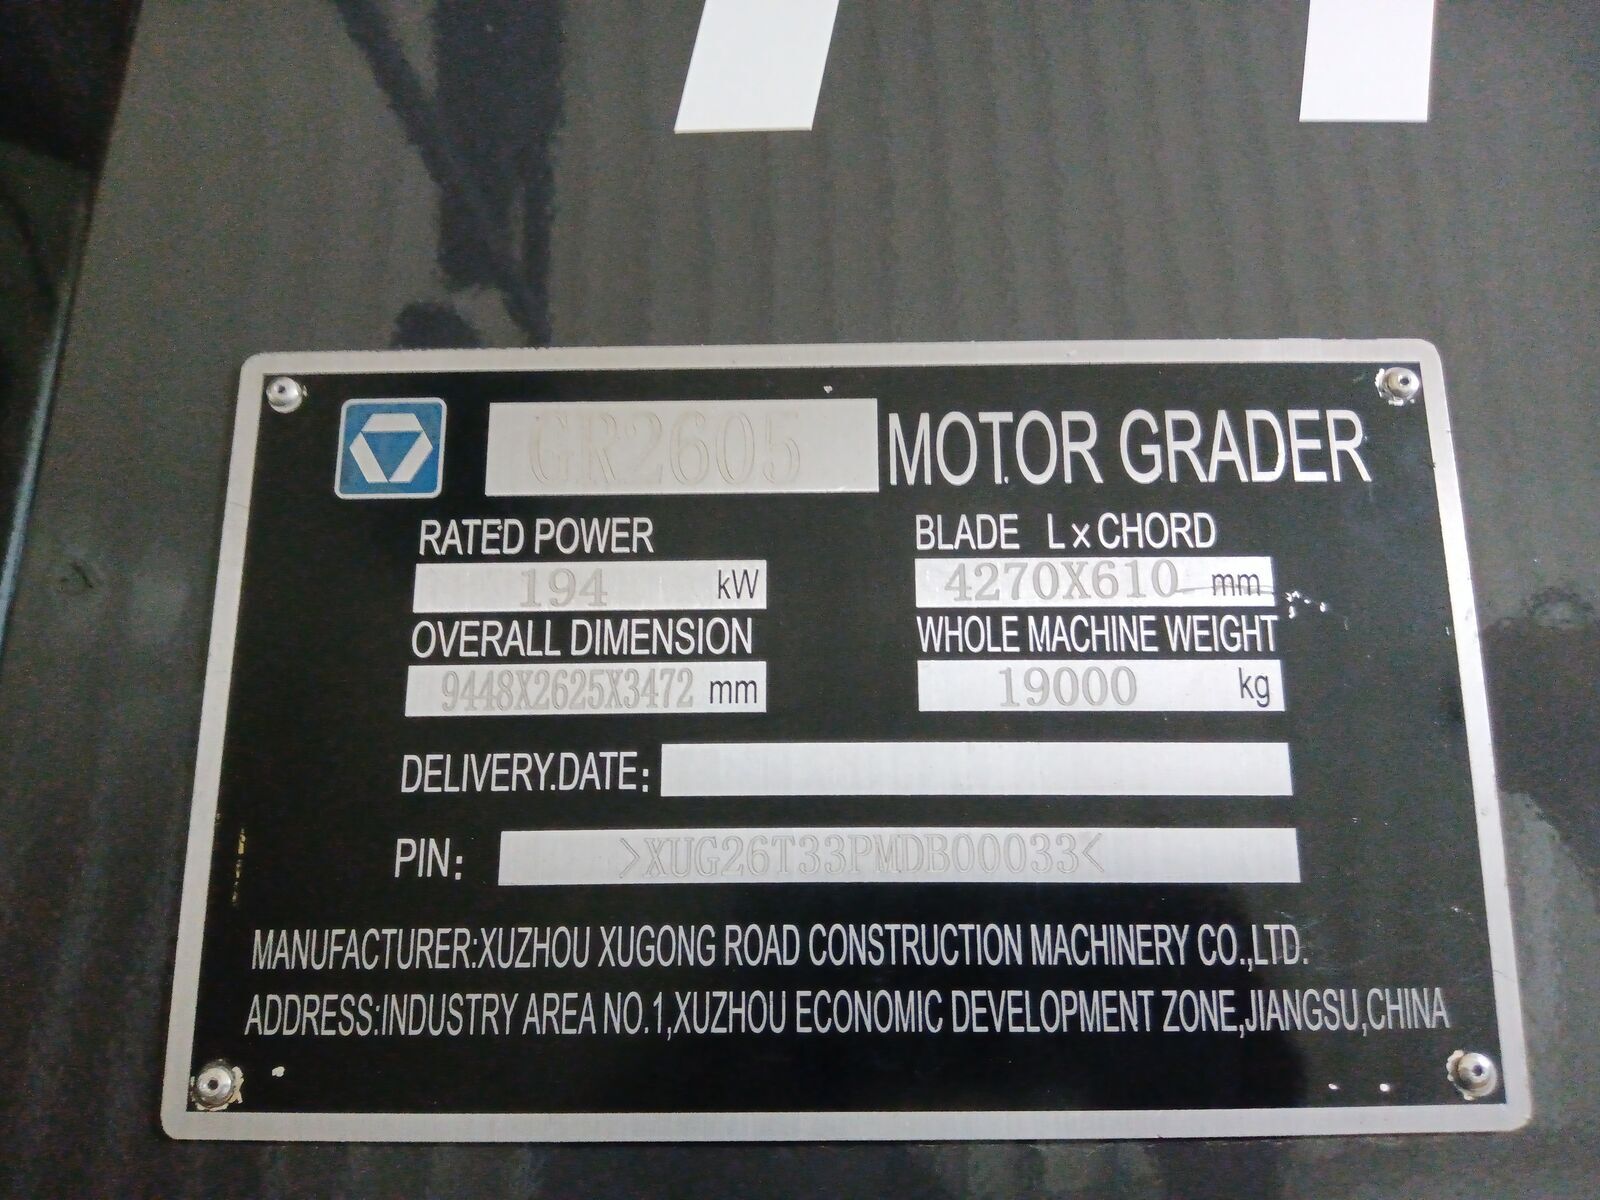 GR2605 MOTOR GRADER
RATED POWER BLADE L x CHORD
194 kW 4270X610 mm
OVERALL DIMENSION WHOLE MACHINE WEIGHT
9448X2625X3472 mm 19000 kg
DELIVERY.DATE:
PIN: >XUG26T33PMDB00033<
MANUFACTURER:XUZHOU XUGONG ROAD CONSTRUCTION MACHINERY CO.,LTD.
ADDRESS:INDUSTRY AREA NO.1,XUZHOU ECONOMIC DEVELOPMENT ZONE,JIANGSU,CHINA